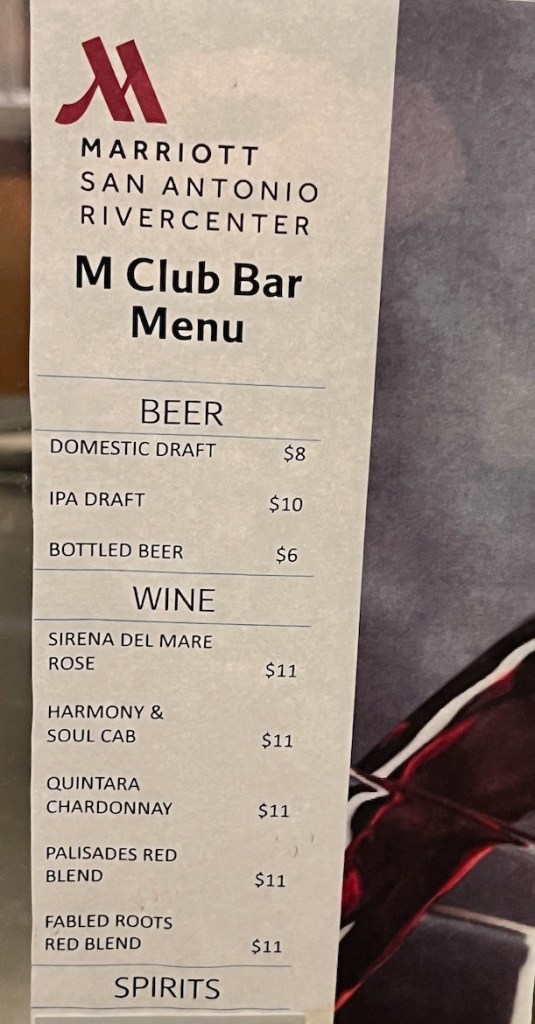 MARRIOTT
SAN ANTONIO
RIVERCENTER
M Club Bar
Menu
BEER
DOMESTIC DRAFT $8
IPA DRAFT $10
BOTTLED BEER $6
WINE
SIRENA DEL MARE
ROSE $11
HARMONY &
SOUL CAB $11
QUINTARA
CHARDONNAY $11
PALISADES RED
BLEND $11
FABLED ROOTS
RED BLEND $11
SPIRITS